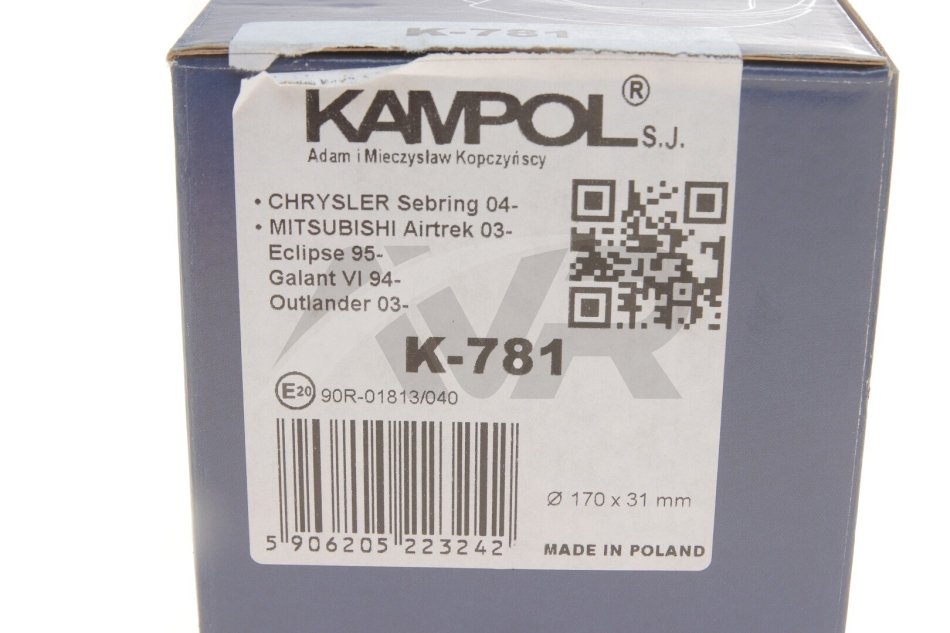 K-781
KAMPOL® S.J.
Adam i Mieczysław Kopczyńscy
• CHRYSLER Sebring 04-
• MITSUBISHI Airtrek 03-
Eclipse 95-
Galant VI 94-
Outlander 03-
K-781
E20 90R-01813/040
Ø 170 x 31 mm
5 906205 223242
MADE IN POLAND